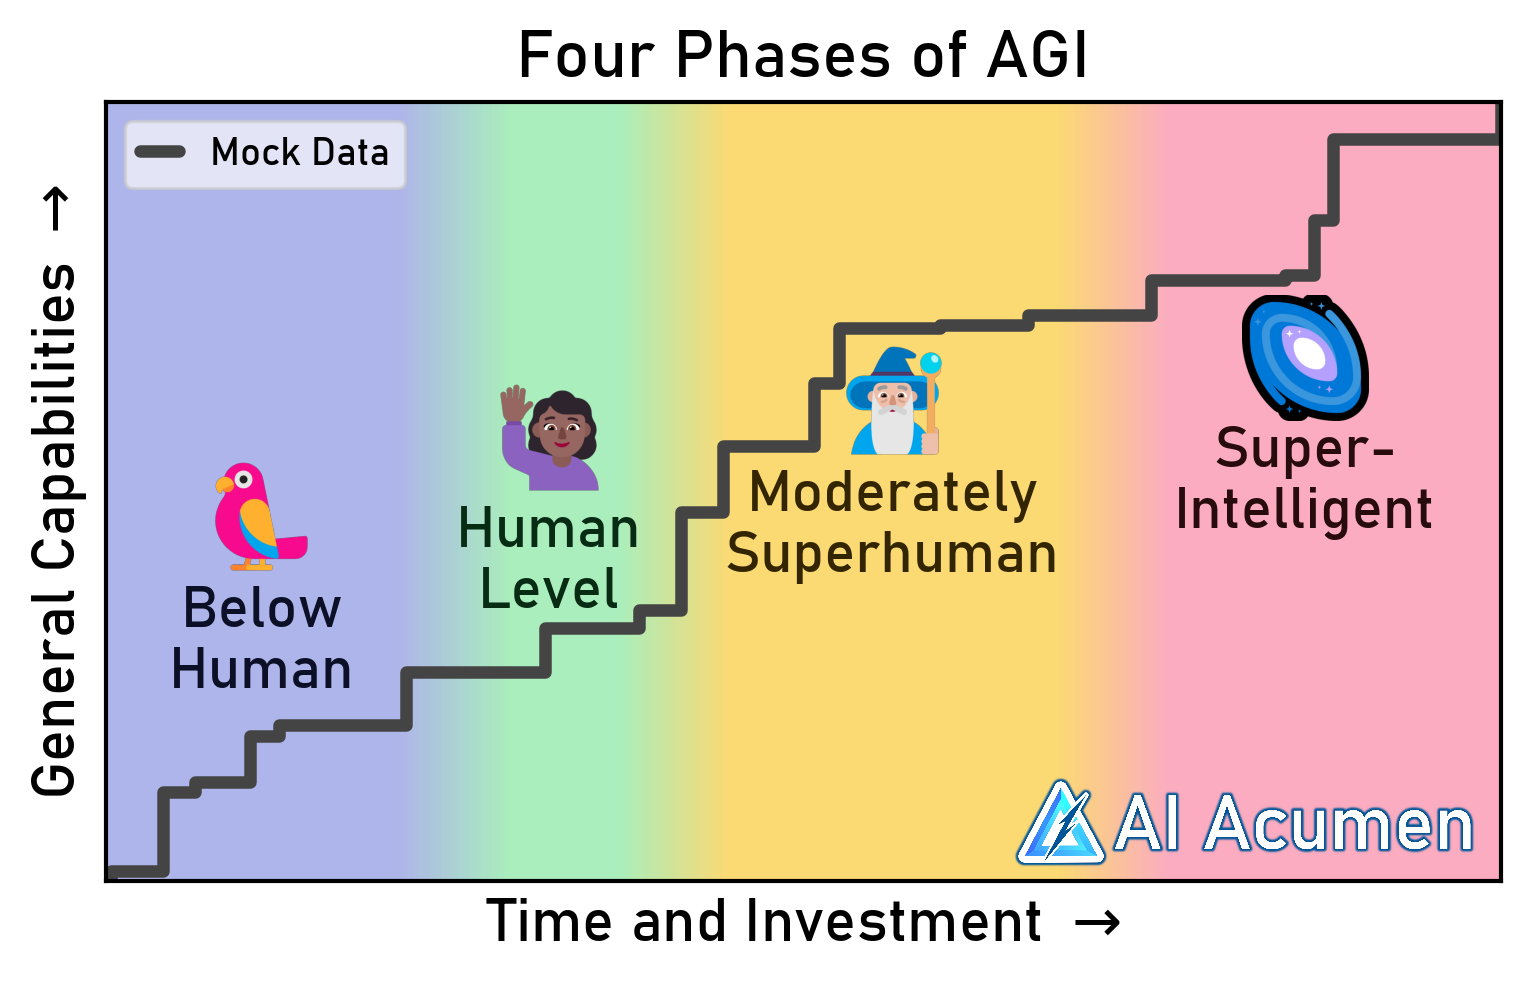 Four Phases of AGI
Mock Data
General Capabilities →
Below
Human
Human
Level
Moderately
Superhuman
Super-
Intelligent
AI Acumen
Time and Investment →